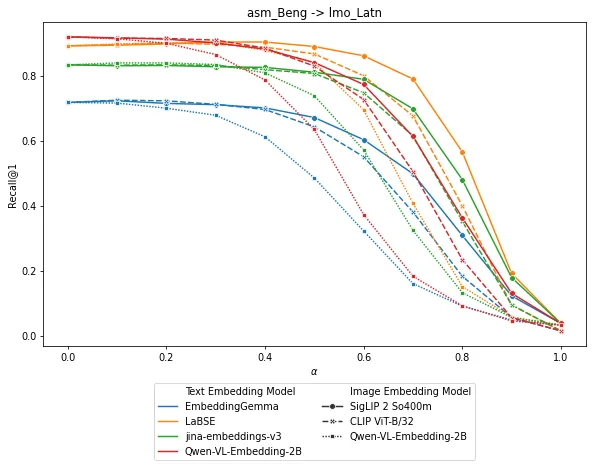 asm_Beng -> lmo_Latn
Recall@1
0.8
0.6
0.4
0.2
0.0
0.0 0.2 0.4 0.6 0.8 1.0
α
Text Embedding Model
EmbeddingGemma
LaBSE
jina-embeddings-v3
Qwen-VL-Embedding-2B
Image Embedding Model
SigLIP 2 So400m
CLIP ViT-B/32
Qwen-VL-Embedding-2B